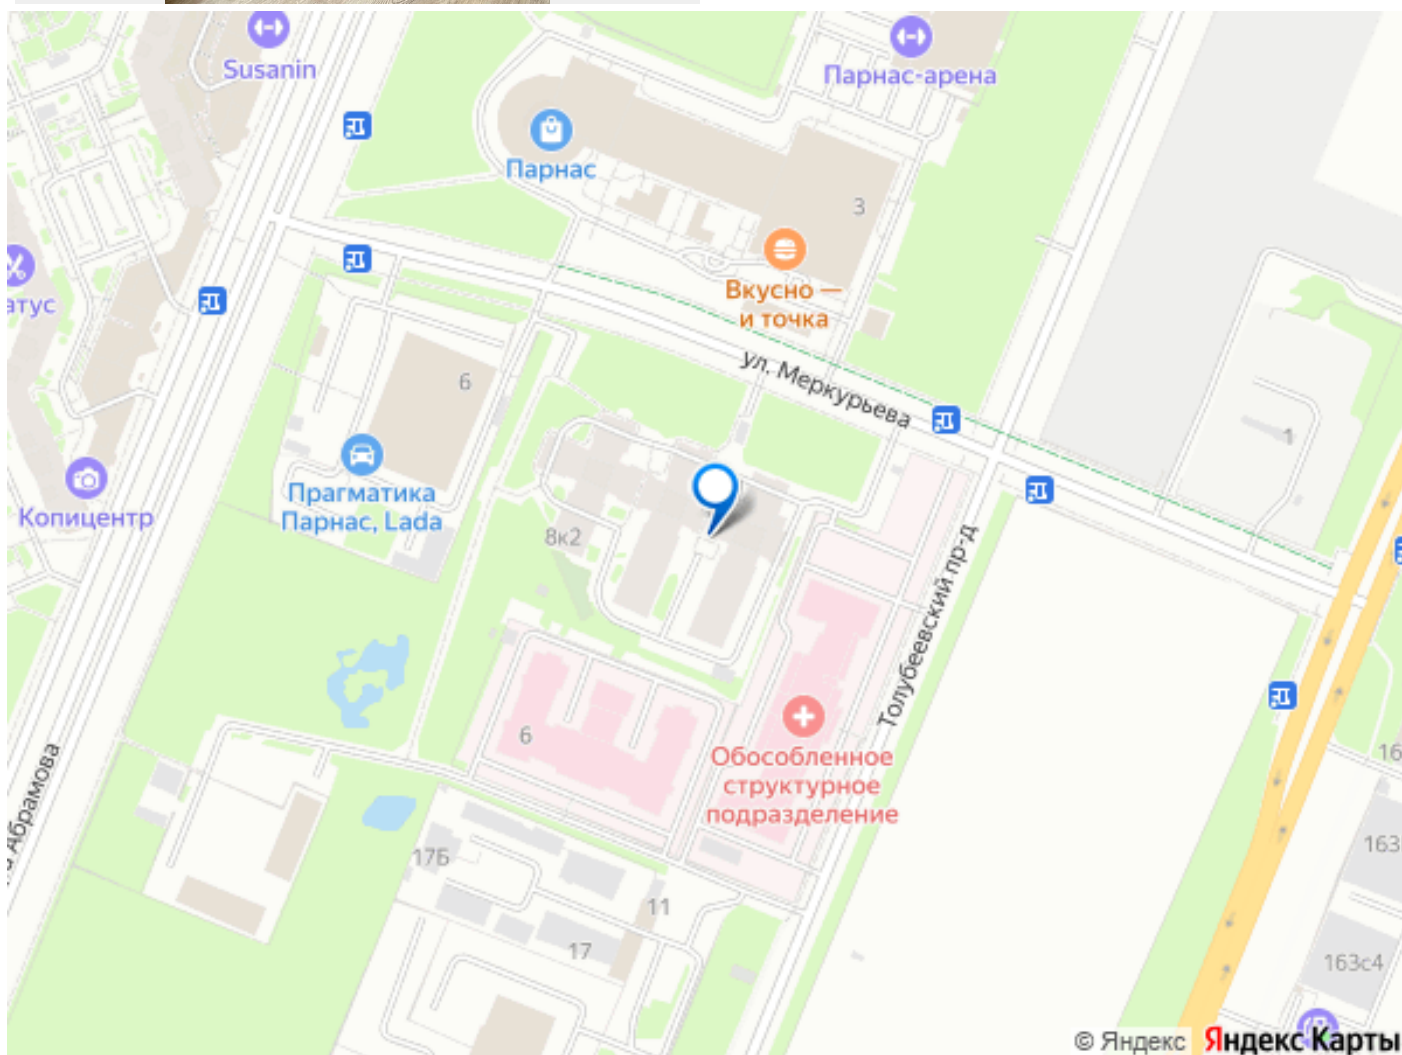 Susanin
Парнас-арена
Парнас
3
Вкусно —
и точка
атус
ул. Меркурьева
6
1
Прагматика
Парнас, Lada
Копицентр
8к2
Толубеевский пр-д
6
Обособленное
структурное
подразделение
16
Абрамова
163
17Б
11
17
163с4
© Яндекс Яндекс Карты